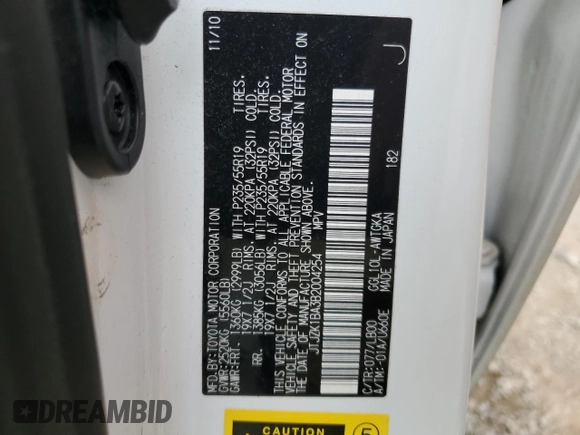 MFD.BY:TOYOTA MOTOR CORPORATION 11/10
GVWR:2520KG (5560LB)
GAWR:FRT. 1360KG (2999LB) WITH P235/55R19 TIRES.
19X7 1/2J RIMS. AT 220KPA (32PSI) COLD.
RR. 1385KG (3056LB) WITH P235/55R19 TIRES.
19X7 1/2J RIMS. AT 220KPA (32PSI) COLD.
THIS VEHICLE CONFORMS TO ALL APPLICABLE FEDERAL MOTOR
VEHICLE SAFETY AND THEFT PREVENTION STANDARDS IN EFFECT ON
THE DATE OF MANUFACTURE SHOWN ABOVE.
JTJZK1BA3B2004254 MPV
J
C/TR:077/LB00 GGL10L-AWTGKA 182
A/TM:-01A/U660E MADE IN JAPAN
CAUTION
5
DREAMBID